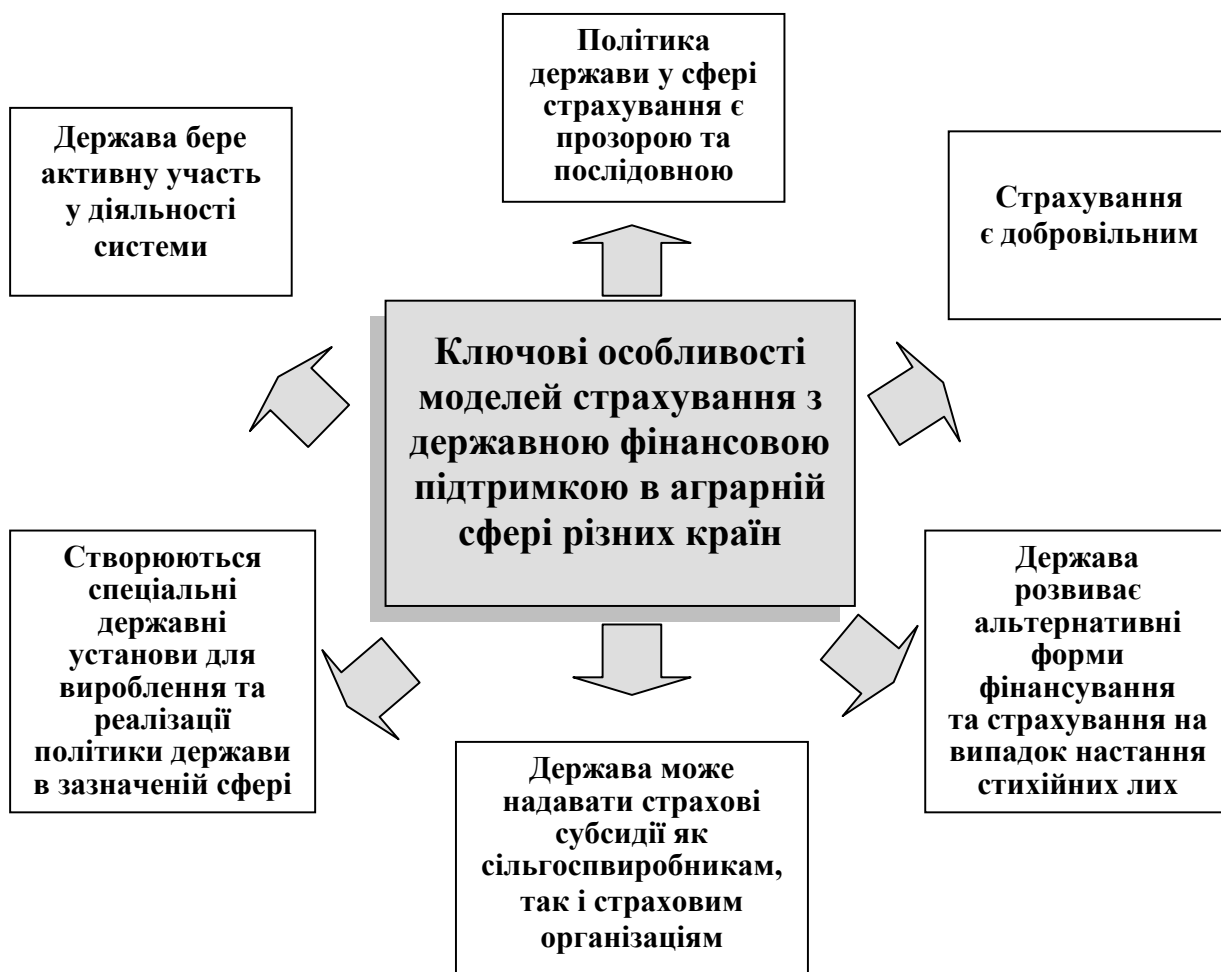 Політика
держави у сфері
страхування є
прозорою та
послідовною
Держава бере
активну участь
у діяльності
системи
Страхування
є добровільним
Ключові особливості
моделей страхування з
державною фінансовою
підтримкою в аграрній
сфері різних країн
Створюються
спеціальні
державні
установи для
вироблення та
реалізації
політики держави
в зазначеній сфері
Держава
розвиває
альтернативні
форми
фінансування
та страхування на
випадок настання
стихійних лих
Держава може
надавати страхові
субсидії як
сільгоспвиробникам,
так і страховим
організаціям